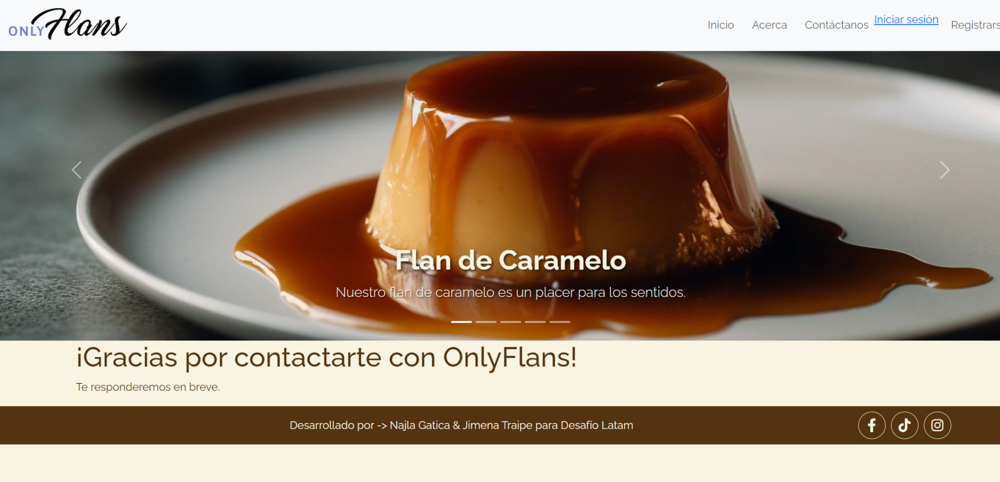 ONLY Flans
Inicio Acerca Contáctanos Iniciar sesión Registrars
Flan de Caramelo
Nuestro flan de caramelo es un placer para los sentidos.
¡Gracias por contactarte con OnlyFlans!
Te responderemos en breve.
Desarrollado por -> Najla Gatica & Jimena Traipe para Desafío Latam